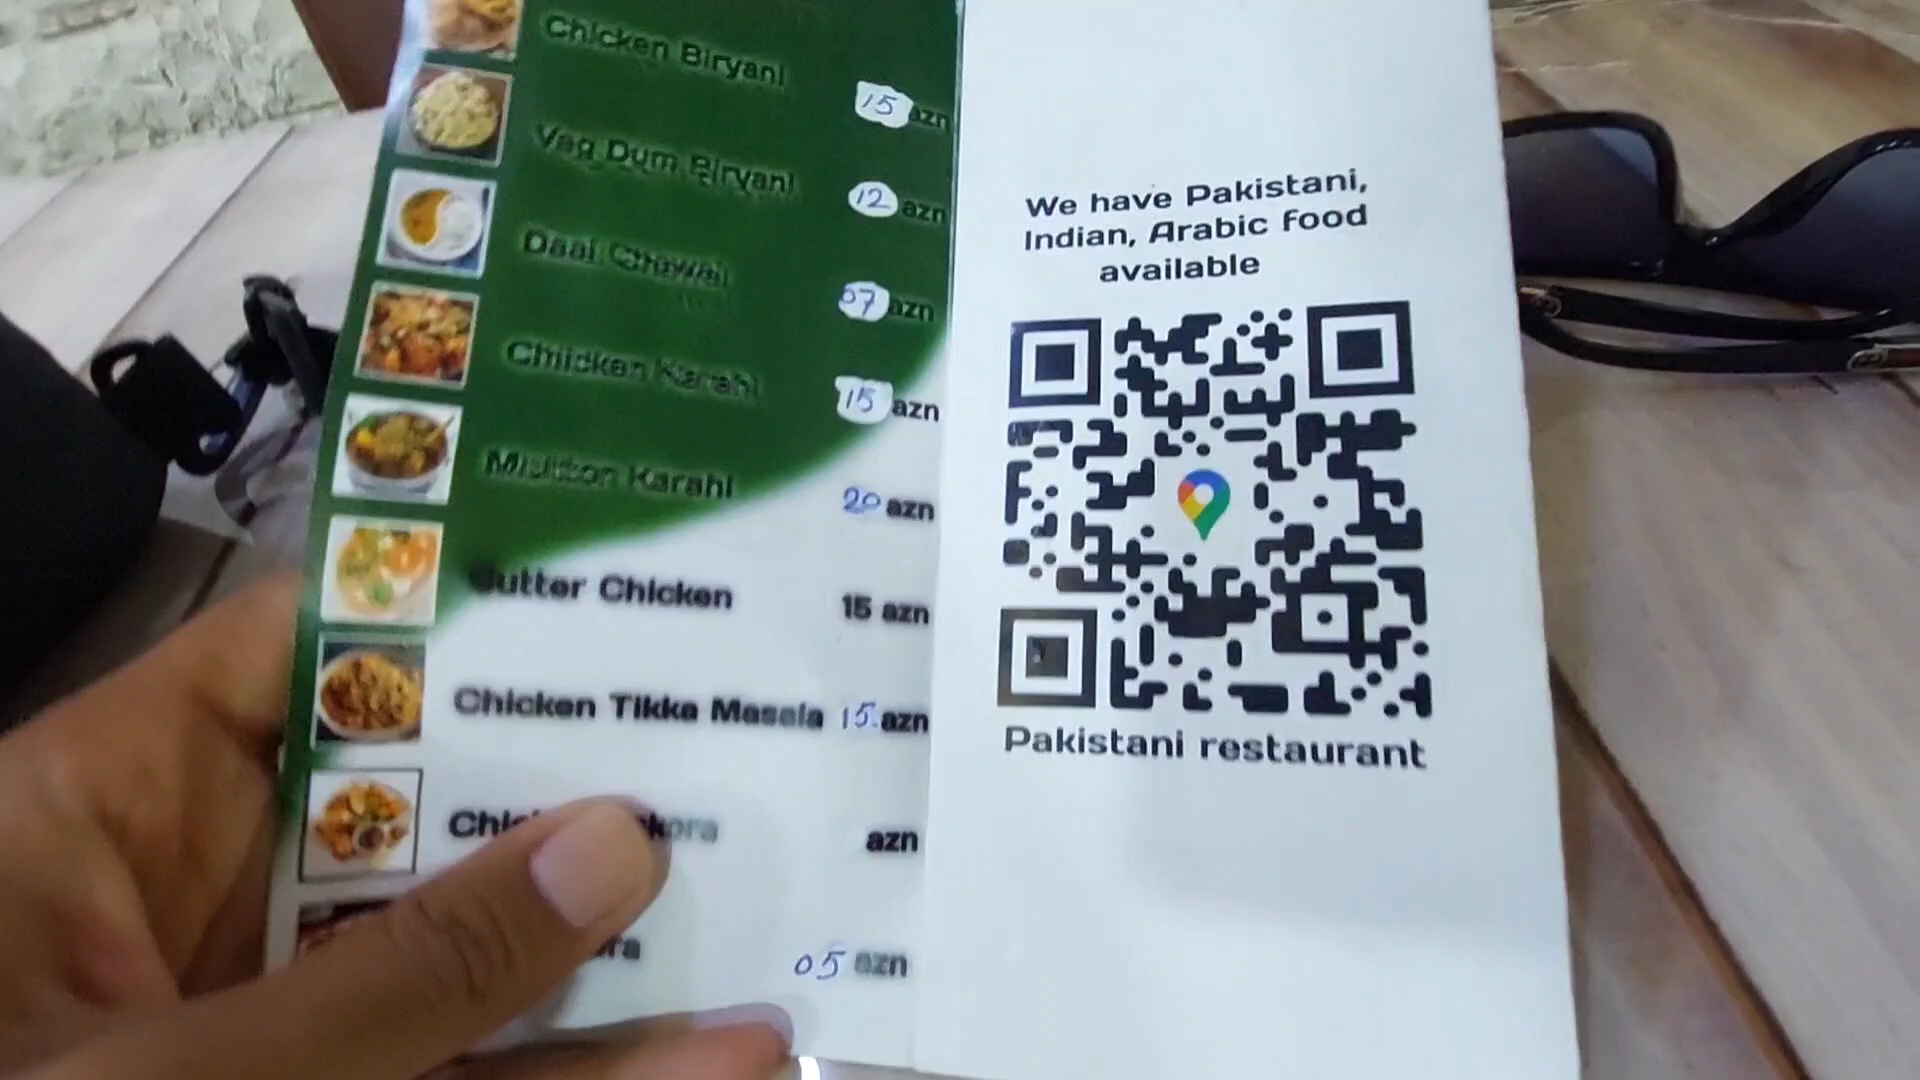 Chicken Biryani
15 azn
Veg Dum Biryani
12 azn
Daal Chawal
07 azn
Chicken Karahi
15 azn
Mutton Karahi
20 azn
Butter Chicken 15 azn
Chicken Tikka Masala 15 azn
azn
05 azn
We have Pakistani,
Indian, Arabic food
available
Pakistani restaurant